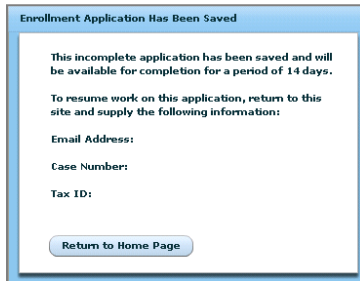 Enrollment Application Has Been Saved
This incomplete application has been saved and will
be available for completion for a period of 14 days.
To resume work on this application, return to this
site and supply the following information:
Email Address:
Case Number:
Tax ID:
Return to Home Page